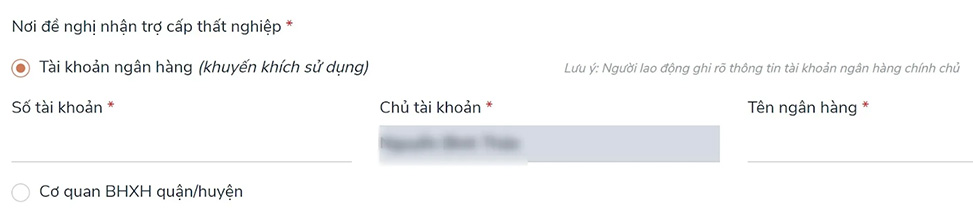 Nơi đề nghị nhận trợ cấp thất nghiệp *
Tài khoản ngân hàng (khuyến khích sử dụng)
Lưu ý: Người lao động ghi rõ thông tin tài khoản ngân hàng chính chủ
Số tài khoản *
Chủ tài khoản *
Tên ngân hàng *
Cơ quan BHXH quận/huyện